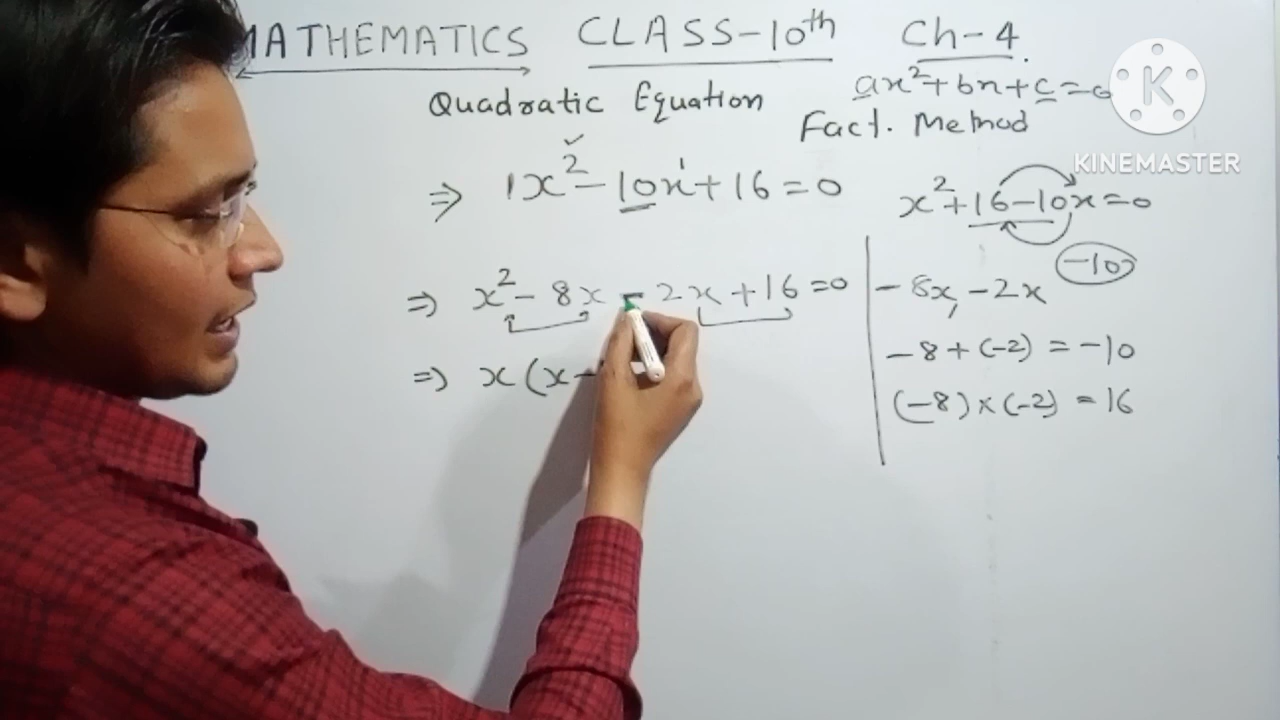 MATHEMATICS CLASS-10th Ch-4
Quadratic Equation
ax²+bx+c=0
Fact. Method
K
KINEMASTER
⇒ 1x²-10x¹+16=0
x²+16-10x=0
⇒ x²-8x-2x+16=0
-8x, -2x
-10
-8+(-2)=-10
⇒ x(x-
(-8)×(-2)=16